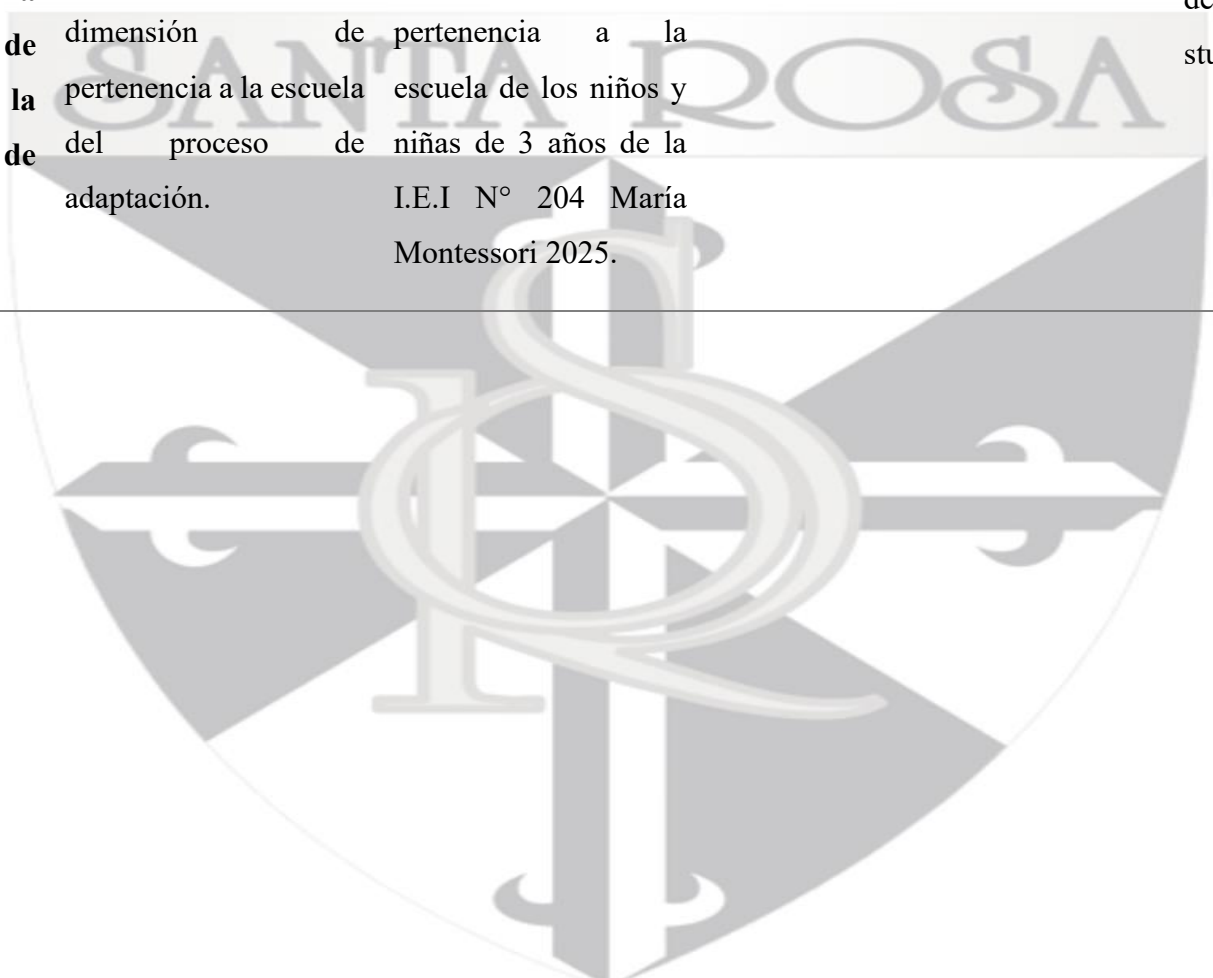 SANTA ROSA
de
la
de
dimensión de
pertenencia a la escuela
del proceso de
adaptación.
pertenencia a la
escuela de los niños y
niñas de 3 años de la
I.E.I N° 204 María
Montessori 2025.
stu